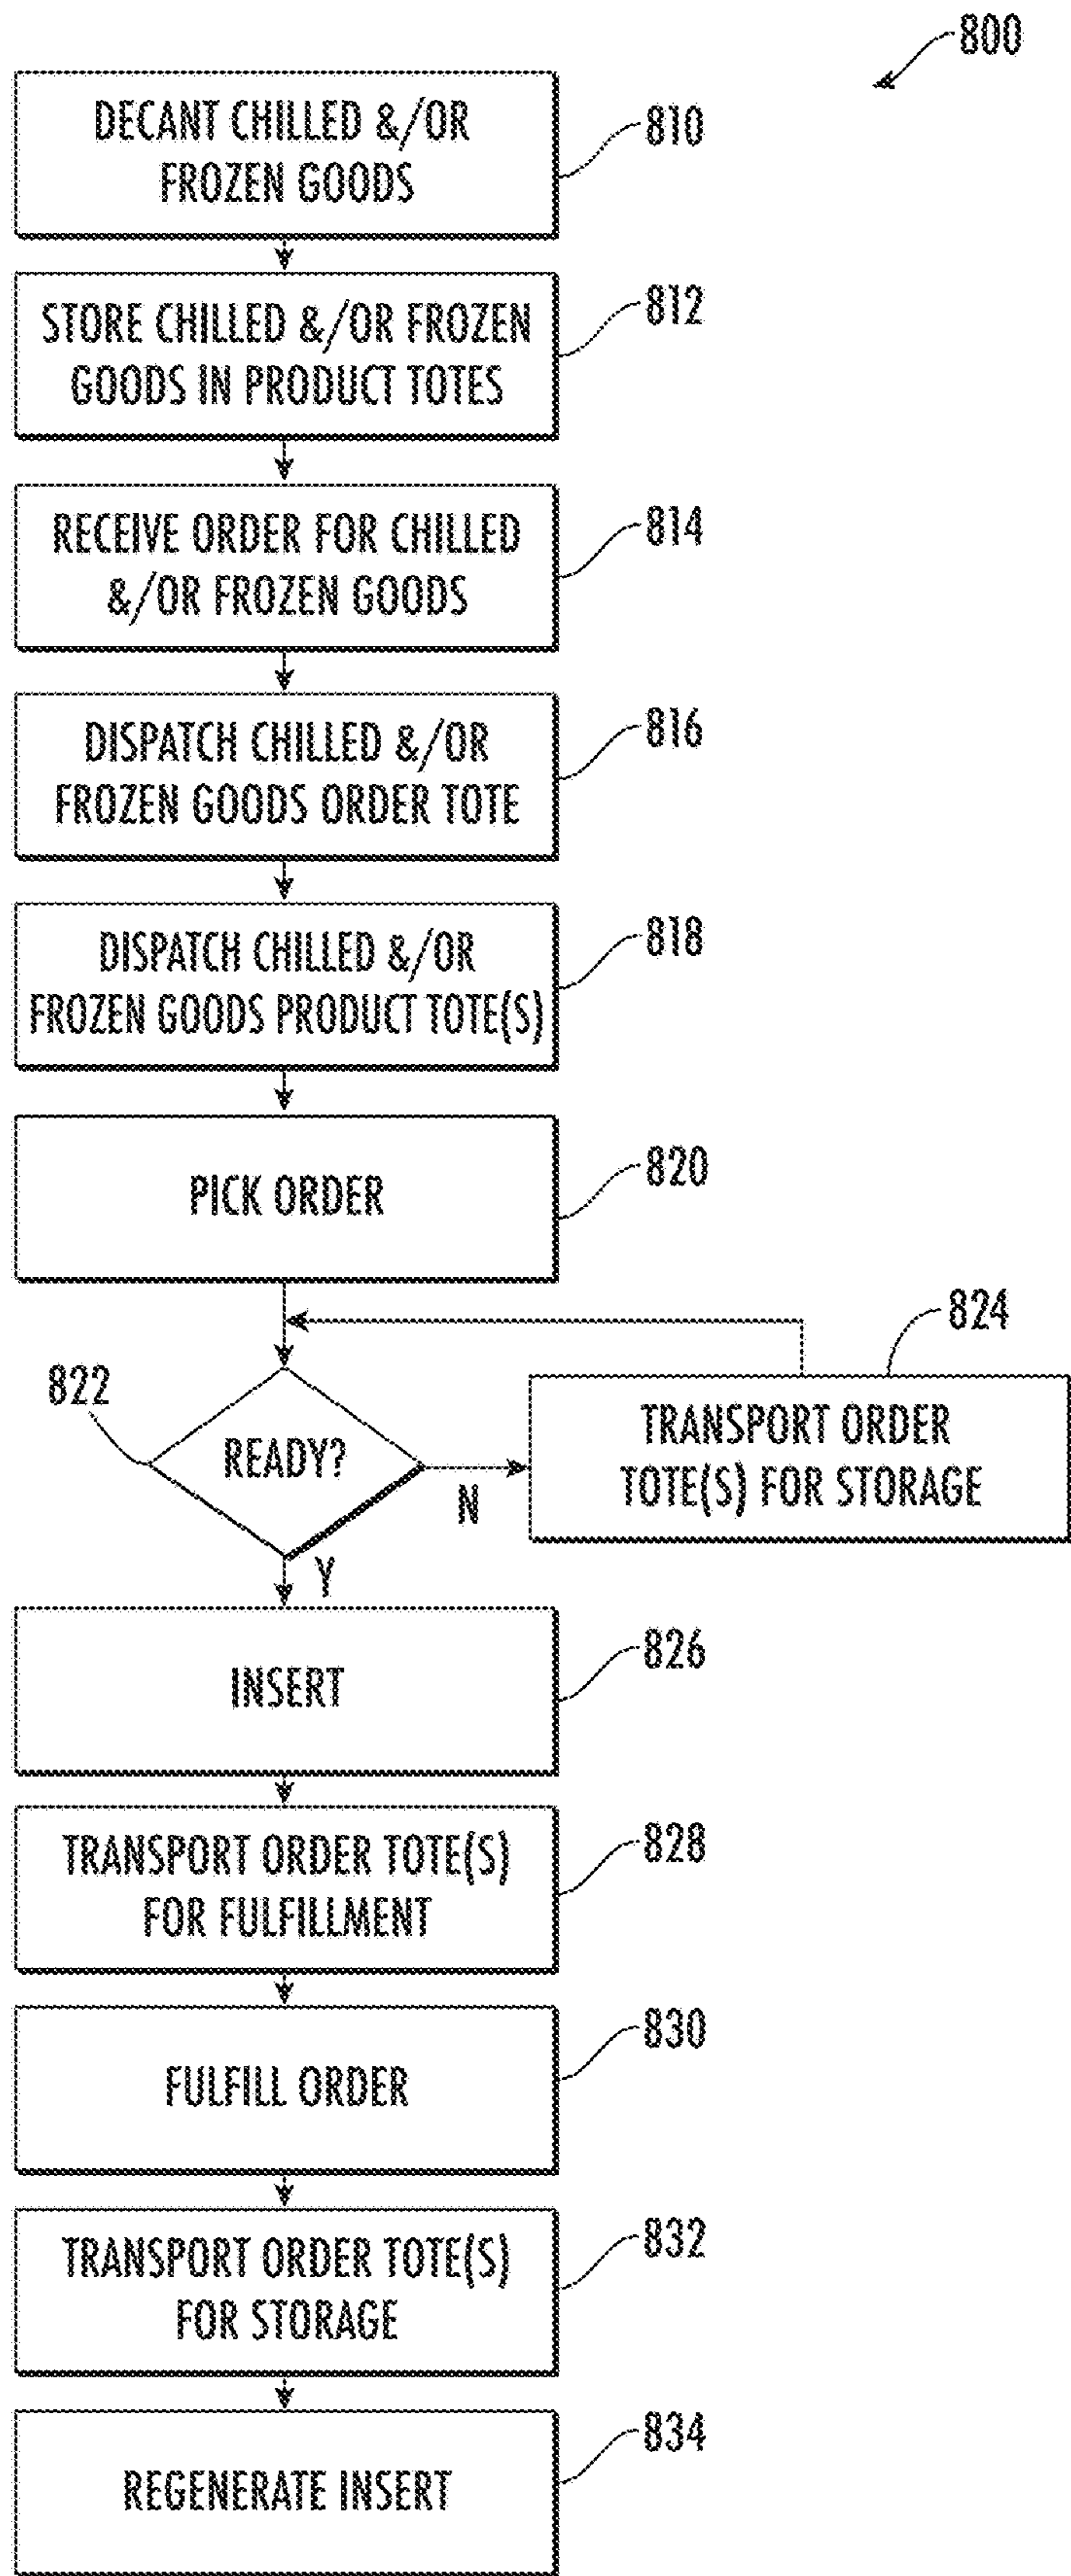 800
DECANT CHILLED &/OR
FROZEN GOODS
810
STORE CHILLED &/OR FROZEN
GOODS IN PRODUCT TOTES
812
RECEIVE ORDER FOR CHILLED
&/OR FROZEN GOODS
814
DISPATCH CHILLED &/OR
FROZEN GOODS ORDER TOTE
816
DISPATCH CHILLED &/OR
FROZEN GOODS PRODUCT TOTE(S)
818
PICK ORDER
820
822
READY?
N
Y
824
TRANSPORT ORDER
TOTE(S) FOR STORAGE
INSERT
826
TRANSPORT ORDER TOTE(S)
FOR FULFILLMENT
828
FULFILL ORDER
830
TRANSPORT ORDER TOTE(S)
FOR STORAGE
832
REGENERATE INSERT
834